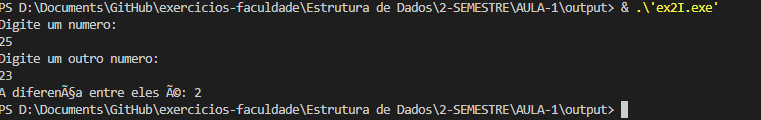 PS D:\Documents\GitHub\exercicios-faculdade\Estrutura de Dados\2-SEMESTRE\AULA-1\output> & .\'ex2I.exe'
Digite um numero:
25
Digite um outro numero:
23
A diferenÃ§a entre eles Ã©: 2
PS D:\Documents\GitHub\exercicios-faculdade\Estrutura de Dados\2-SEMESTRE\AULA-1\output>